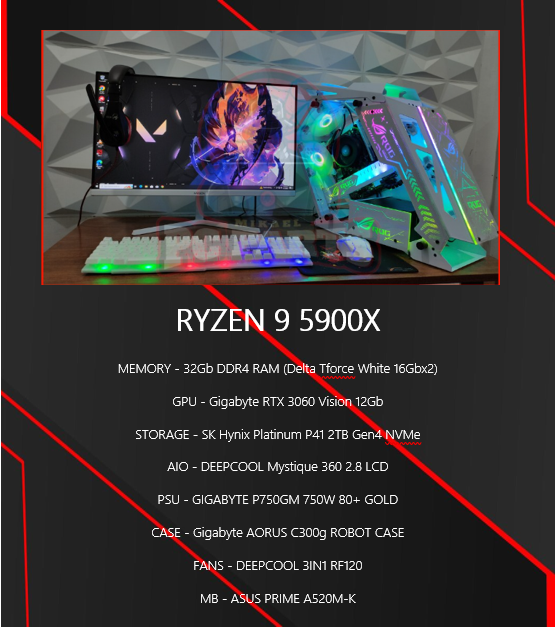 RYZEN 9 5900X
MEMORY - 32Gb DDR4 RAM (Delta Tforce White 16Gbx2)
GPU - Gigabyte RTX 3060 Vision 12Gb
STORAGE - SK Hynix Platinum P41 2TB Gen4 NVMe
AIO - DEEPCOOL Mystique 360 2.8 LCD
PSU - GIGABYTE P750GM 750W 80+ GOLD
CASE - Gigabyte AORUS C300g ROBOT CASE
FANS - DEEPCOOL 3IN1 RF120
MB - ASUS PRIME A520M-K